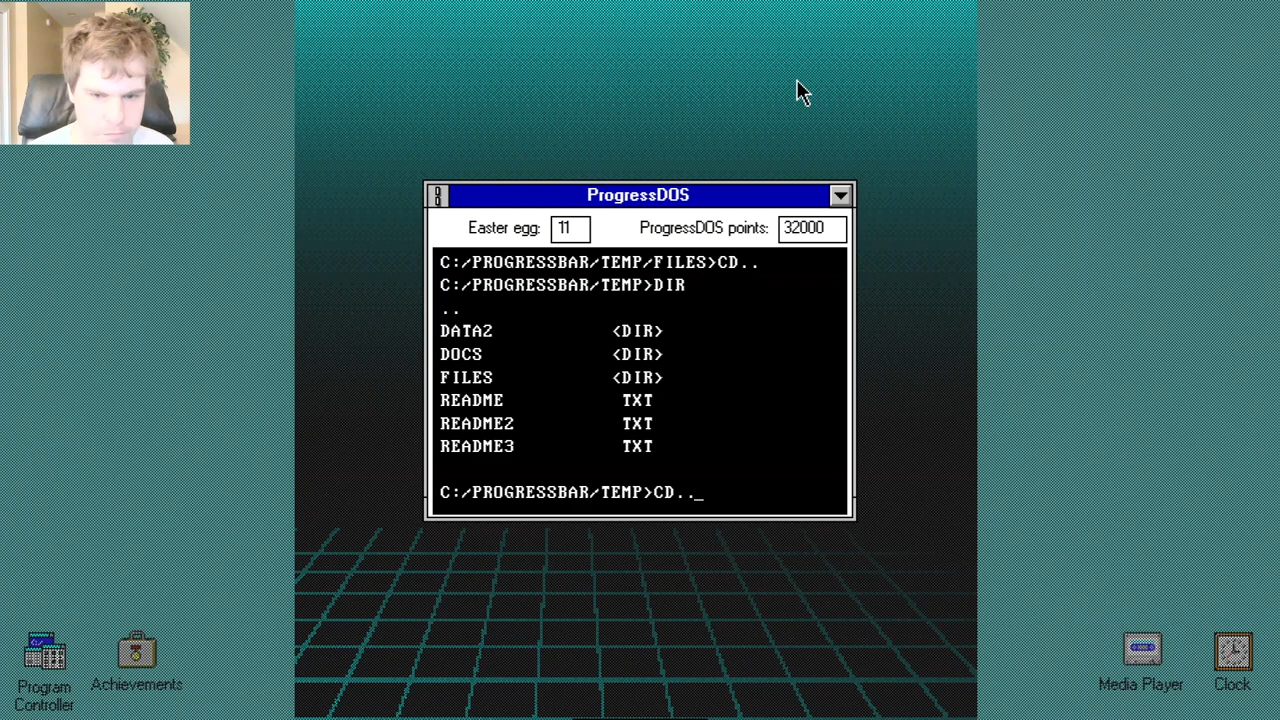 ProgressDOS
Easter egg: 11 ProgressDOS points: 32000
C:/PROGRESSBAR/TEMP/FILES>CD..
C:/PROGRESSBAR/TEMP>DIR
..
DATA2 <DIR>
DOCS <DIR>
FILES <DIR>
README TXT
README2 TXT
README3 TXT
C:/PROGRESSBAR/TEMP>CD.._
Program
Controller
Achievements
Media Player
Clock